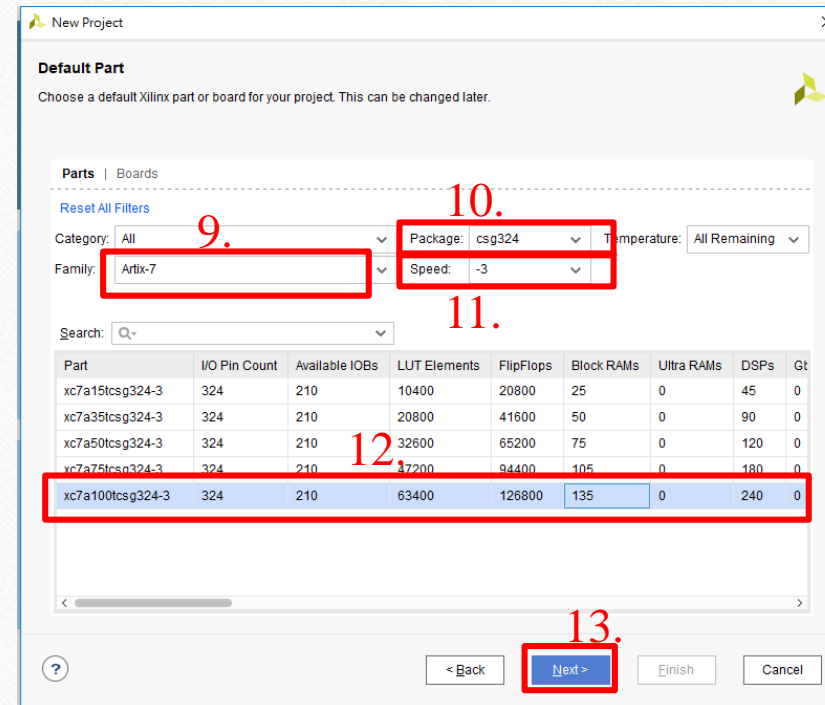 New Project
Default Part
Choose a default Xilinx part or board for your project. This can be changed later.
Parts | Boards
Reset All Filters
9.
10.
Category: All Package: csg324 Temperature: All Remaining
Family: Artix-7 Speed: -3
11.
Search: Q-
Part I/O Pin Count Available IOBs LUT Elements FlipFlops Block RAMs Ultra RAMs DSPs Gt
xc7a15tcsg324-3 324 210 10400 20800 25 0 45 0
xc7a35tcsg324-3 324 210 20800 41600 50 0 90 0
xc7a50tcsg324-3 324 210 32600 65200 75 0 120 0
12.
xc7a75tcsg324-3 324 210 47200 94400 105 0 180 0
xc7a100tcsg324-3 324 210 63400 126800 135 0 240 0
13.
? < Back Next > Finish Cancel